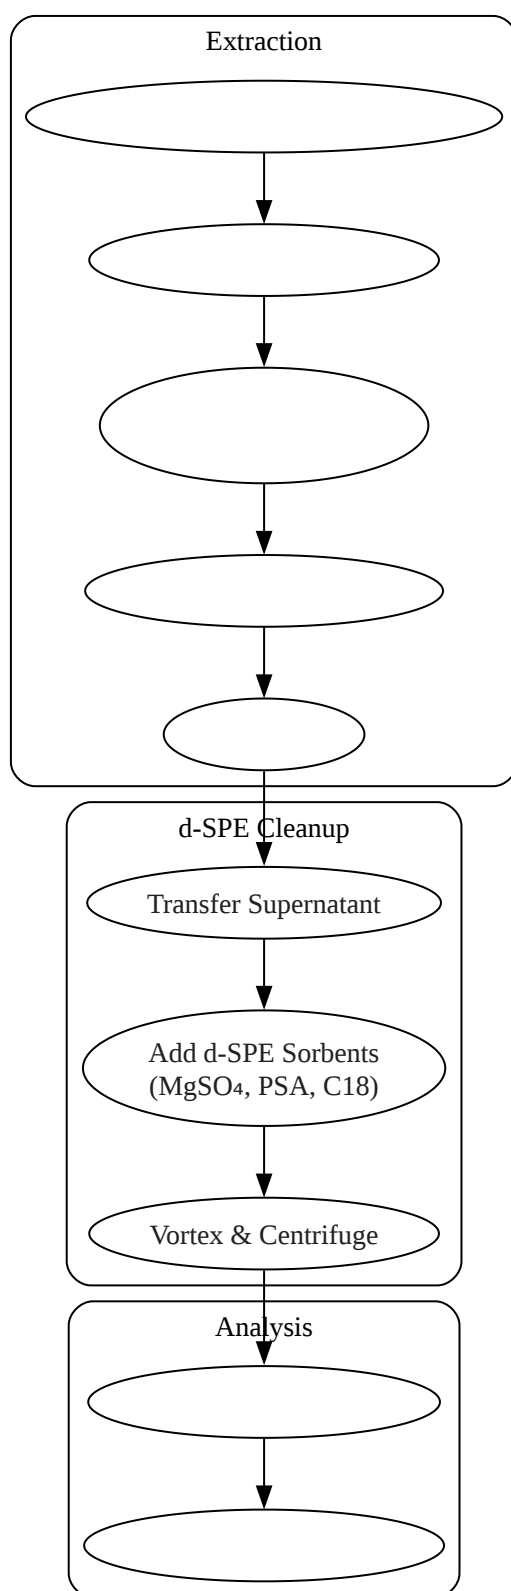 Extraction
d-SPE Cleanup
Transfer Supernatant
Add d-SPE Sorbents
(MgSO₄, PSA, C18)
Vortex & Centrifuge
Analysis